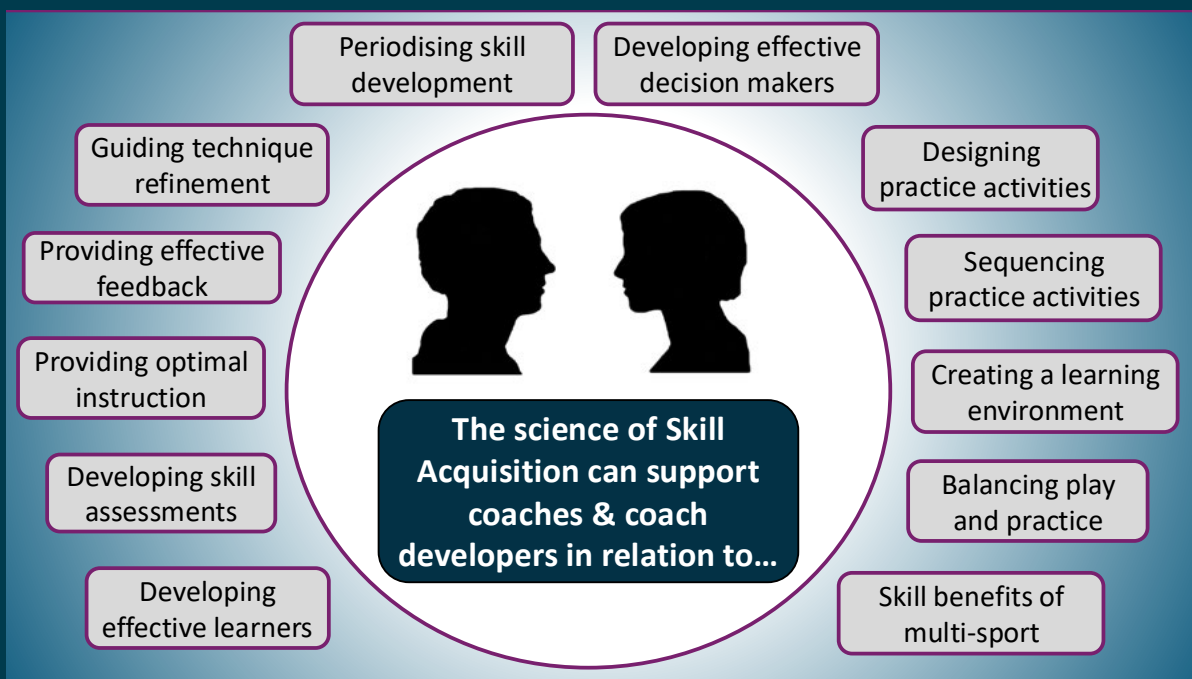 Periodising skill
development
Developing effective
decision makers
Guiding technique
refinement
Designing
practice activities
Providing effective
feedback
Sequencing
practice activities
Providing optimal
instruction
Creating a learning
environment
The science of Skill
Acquisition can support
coaches & coach
developers in relation to…
Developing skill
assessments
Balancing play
and practice
Developing
effective learners
Skill benefits of
multi-sport